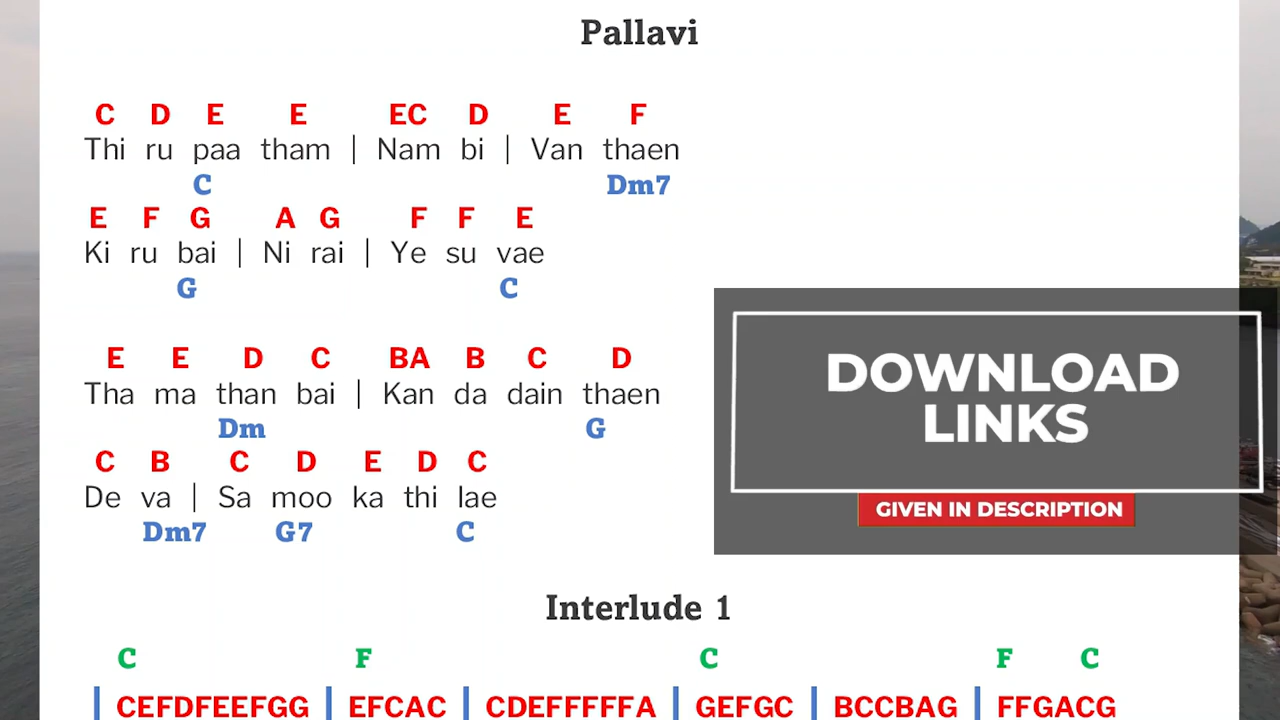 Pallavi
C D E E EC D E F
Thi ru paa tham | Nam bi | Van thaen
C Dm7
E F G A G F F E
Ki ru bai | Ni rai | Ye su vae
G C
E E D C BA B C D
Tha ma than bai | Kan da dain thaen
Dm G
C B C D E D C
De va | Sa moo ka thi lae
Dm7 G7 C
DOWNLOAD
LINKS
GIVEN IN DESCRIPTION
Interlude 1
C F C F C
| CEFDFEEFGG | EFCAC | CDEFFFFFA | GEFGC | BCCBAG | FFGACG